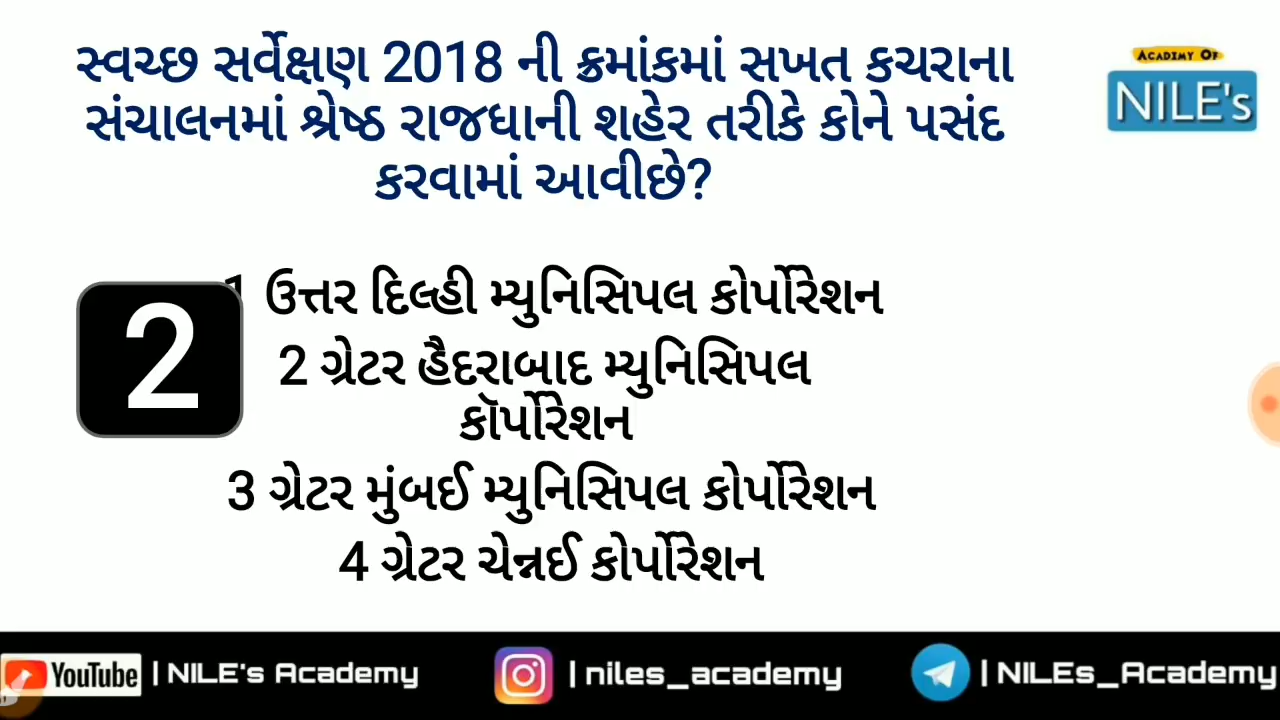 સ્વચ્છ સર્વેક્ષણ 2018 ની ક્રમાંકમાં સખત કચરાના
સંચાલનમાં શ્રેષ્ઠ રાજધાની શહેર તરીકે કોને પસંદ
કરવામાં આવીછે?
ACADEMY OF
NILE's
1 ઉત્તર દિલ્હી મ્યુનિસિપલ કોર્પોરેશન
2
2 ગ્રેટર હૈદરાબાદ મ્યુનિસિપલ
કૉર્પોરેશન
3 ગ્રેટર મુંબઈ મ્યુનિસિપલ કોર્પોરેશન
4 ગ્રેટર ચેન્નઈ કોર્પોરેશન
YouTube | NILE's Academy | niles_academy | NILEs_Academy